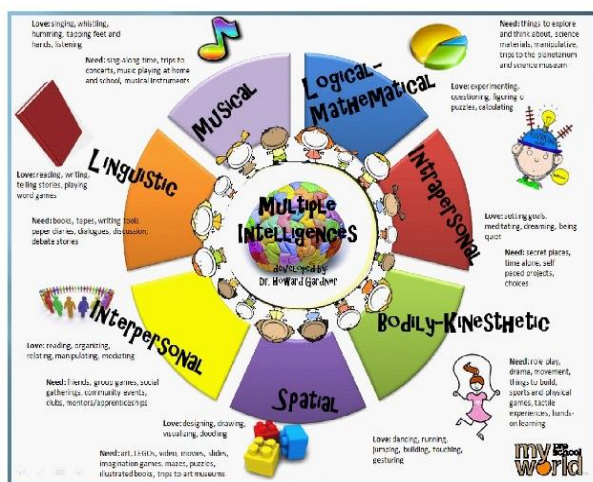 Love: singing, whistling,
humming, tapping feet and
hands, listening
Need: sing-along time, trips to
concerts, music playing at home
and school, musical instruments
Musical
Logical-
Mathematical
Need: things to explore
and think about, science
materials, manipulative,
trips to the planetarium
and science museum
Love: experimenting,
questioning, figuring o
puzzles, calculating
Linguistic
Love: reading, writing,
telling stories, playing
word games
Need: books, tapes, writing tools
paper diaries, dialogues, discussion,
debate stories
Multiple
Intelligences
developed by
Dr. Howard Gardner
Intrapersonal
Love: setting goals,
meditating, dreaming, being
quiet
Need: secret places,
time alone, self
paced projects,
choices
Interpersonal
Love: reading, organizing,
relating, manipulating, mediating
Need: friends, group games, social
gatherings, community events,
clubs, mentors/apprenticeships
Spatial
Love: designing, drawing,
visualizing, doodling
Need: art, LEGOs, video, movies, slides,
imagination games, mazes, puzzles,
illustrated books, trips to art museums
Bodily-Kinesthetic
Need: role play,
drama, movement,
things to build,
sports and physical
games, tactile
experiences, hands-
on learning
Love: dancing, running,
jumping, building, touching,
gesturing
my pre school
world